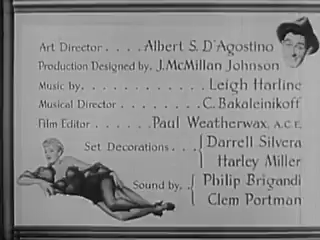 Art Director . . . . Albert S. D'Agostino
Production Designed by . J. McMillan Johnson
Music by . . . . . . . . . . . Leigh Harline
Musical Director . . . . . . . C. Bakaleinikoff
Film Editor . . . . . . Paul Weatherwax, A.C.E.
Set Decorations . . . { Darrell Silvera
Harley Miller
Sound by . . { Philip Brigandi
Clem Portman